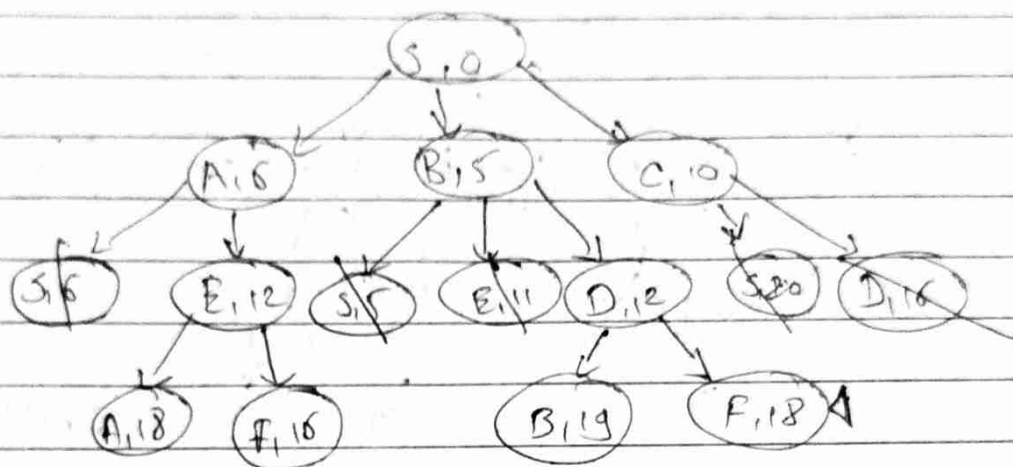 S,0
A,6 B,5 C,10
S,6 E,12 S,5 E,11 D,12 S,20 D,16
A,18 F,16 B,19 F,18